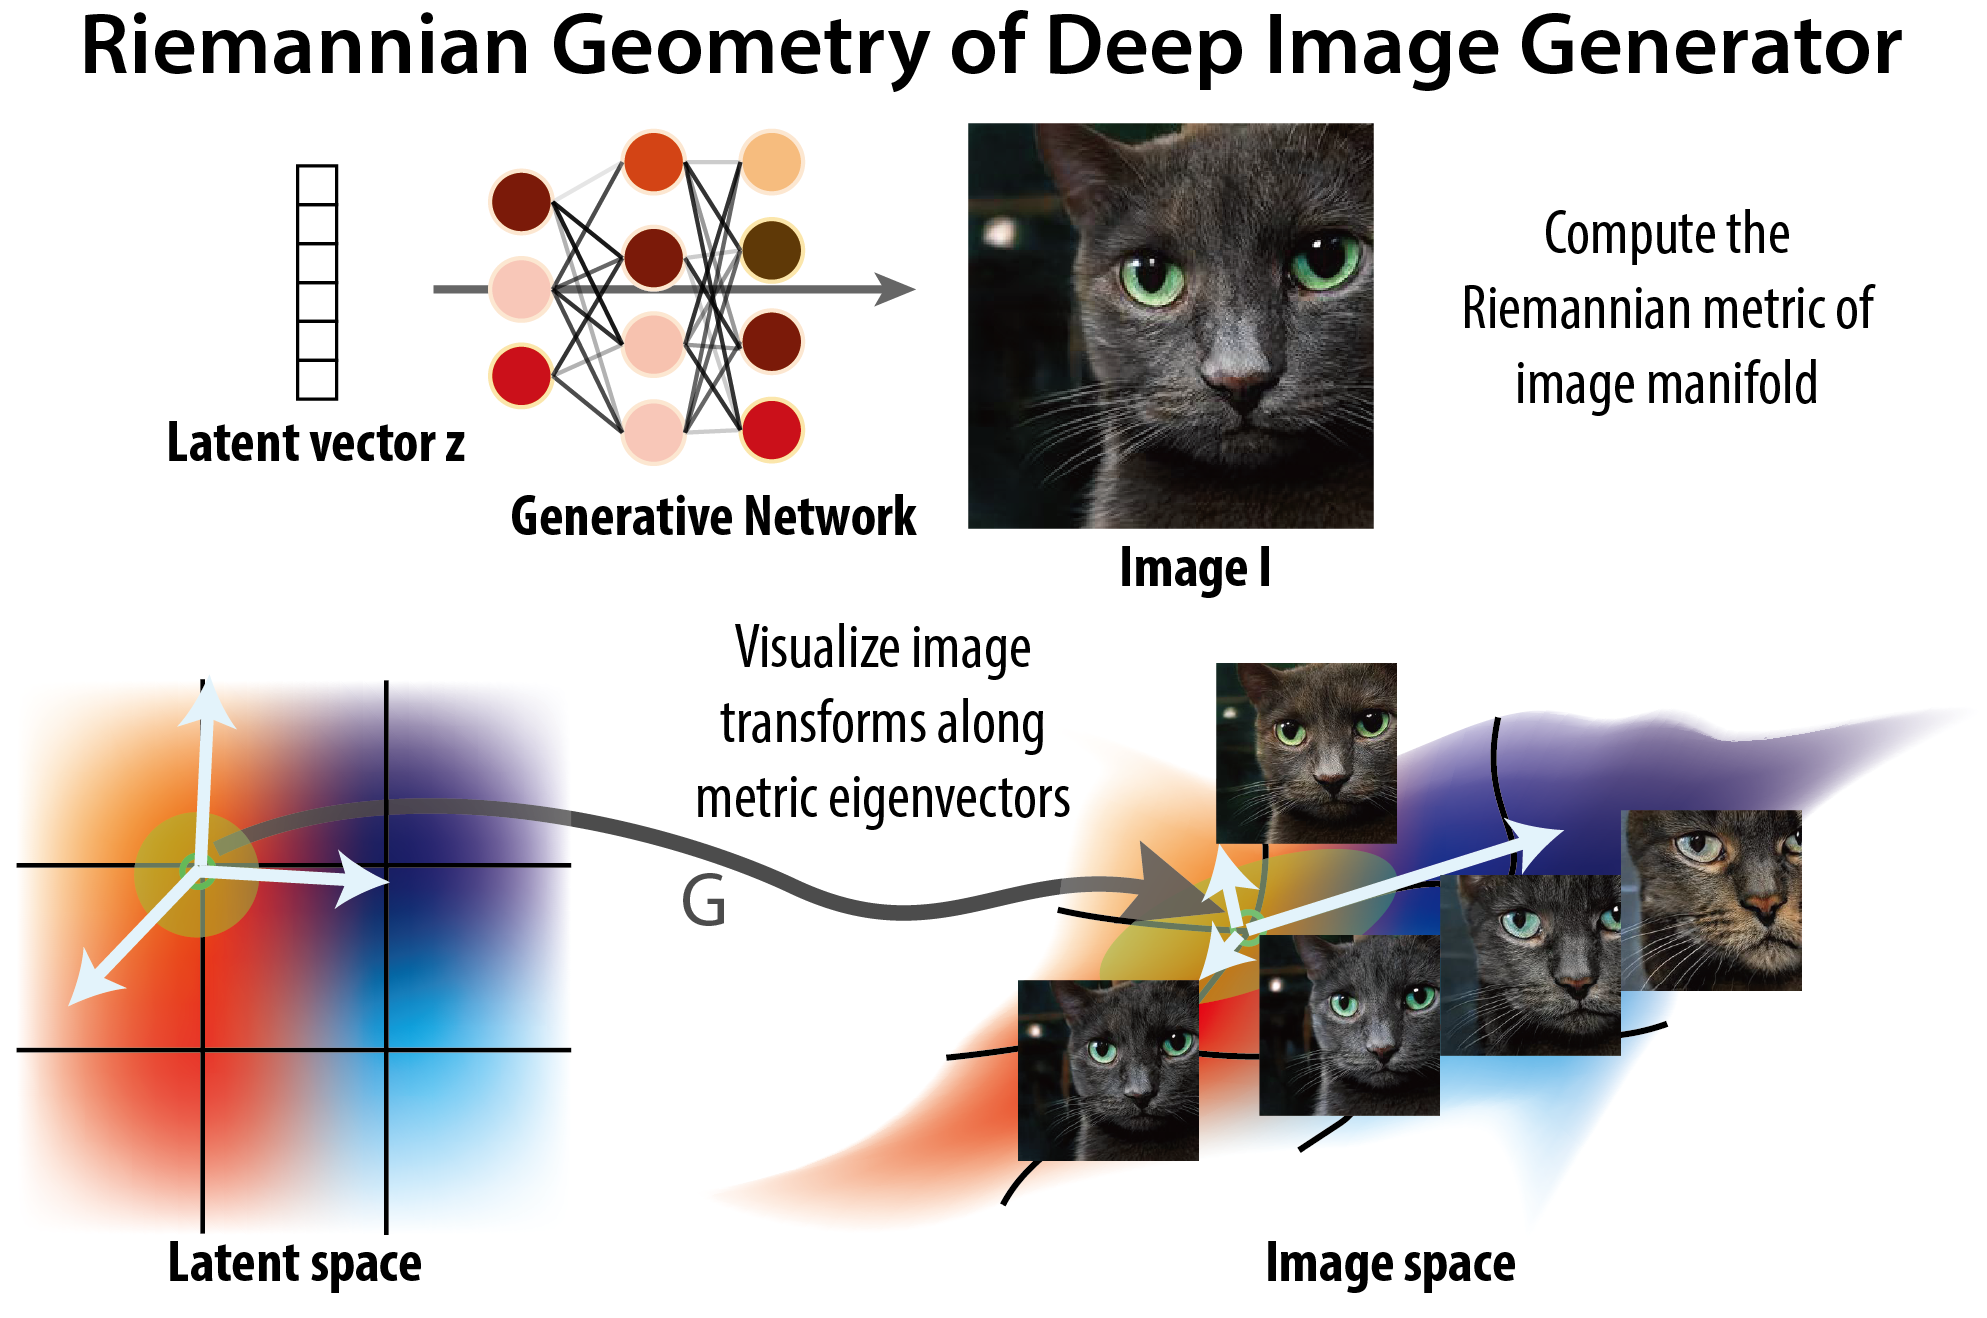 Riemannian Geometry of Deep Image Generator
Latent vector z
Generative Network
Image I
Compute the
Riemannian metric of
image manifold
Visualize image
transforms along
metric eigenvectors
G
Latent space
Image space